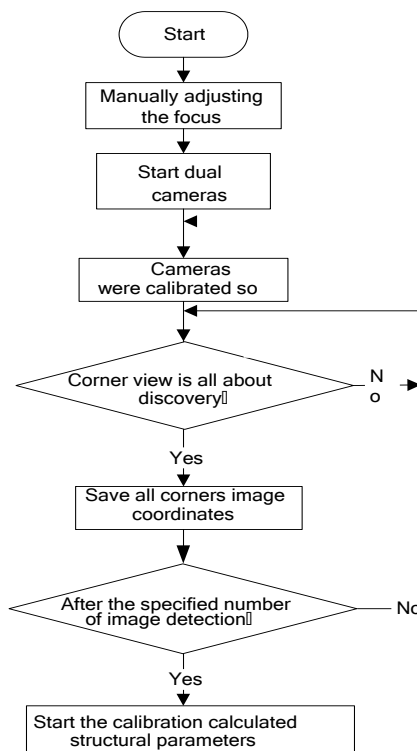 Start
Manually adjusting
the focus
Start dual
cameras
Cameras
were calibrated so
Corner view is all about
discovery▯
N
o
Yes
Save all corners image
coordinates
After the specified number
of image detection▯
No
Yes
Start the calibration calculated
structural parameters